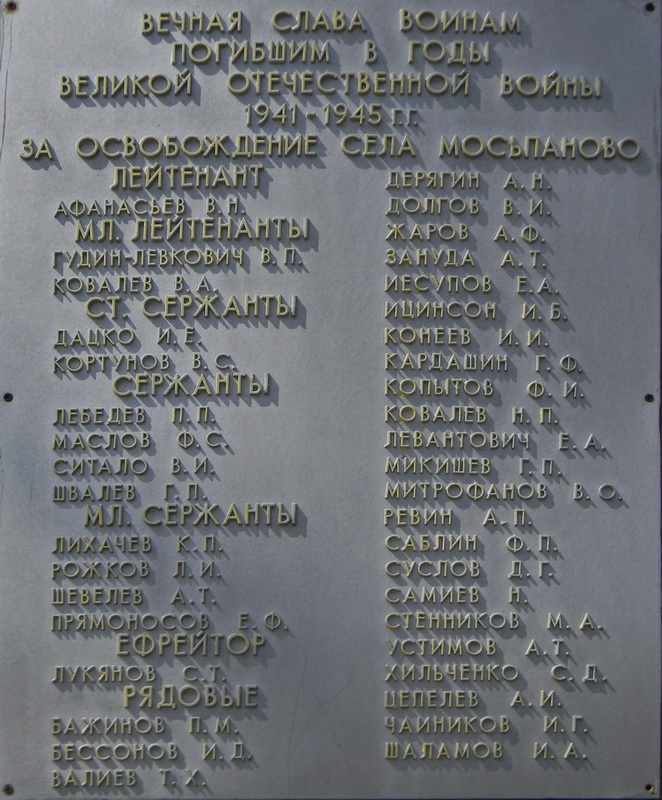 ВЕЧНАЯ СЛАВА ВОИНАМ
ПОГИБШИМ В ГОДЫ
ВЕЛИКОЙ ОТЕЧЕСТВЕННОЙ ВОЙНЫ
1941-1945 г.г.
ЗА ОСВОБОЖДЕНИЕ СЕЛА МОСЬПАНОВО
ЛЕЙТЕНАНТ
АФАНАСЬЕВ В.Н.
МЛ. ЛЕЙТЕНАНТЫ
ГУДИН-ЛЕВКОВИЧ В.П.
КОВАЛЕВ В.А.
СТ. СЕРЖАНТЫ
ДАЦКО И.Е.
КОРТУНОВ В.С.
СЕРЖАНТЫ
ЛЕБЕДЕВ П.П.
МАСЛОВ Ф.С.
СИТАЛО В.И.
ШВАЛЕВ Г.П.
МЛ. СЕРЖАНТЫ
ЛИХАЧЕВ К.П.
РОЖКОВ Л.И.
ШЕВЕЛЕВ А.Т.
ПРЯМОНОСОВ Е.Ф.
ЕФРЕЙТОР
ЛУКЯНОВ С.Т.
РЯДОВЫЕ
БАЖИНОВ П.М.
БЕССОНОВ И.Д.
ВАЛИЕВ Т.Х.
ДЕРЯГИН А.Н.
ДОЛГОВ В.И.
ЖАРОВ А.Ф.
ЗАНУДА А.Т.
ИЕСУПОВ Е.А.
ИЦИНСОН И.Б.
КОНЕЕВ И.И.
КАРДАШИН Г.Ф.
КОПЫТОВ Ф.И.
КОВАЛЕВ Н.П.
ЛЕВАНТОВИЧ Е.А.
МИКИШЕВ Г.П.
МИТРОФАНОВ В.О.
РЕВИН А.П.
САБЛИН Ф.П.
СУСЛОВ Д.Г.
САМИЕВ Н.
СТЕННИКОВ М.А.
УСТИМОВ А.Т.
ХИЛЬЧЕНКО С.Д.
ЦЕПЕЛЕВ А.И.
ЧАЙНИКОВ И.Г.
ШАЛАМОВ И.А.